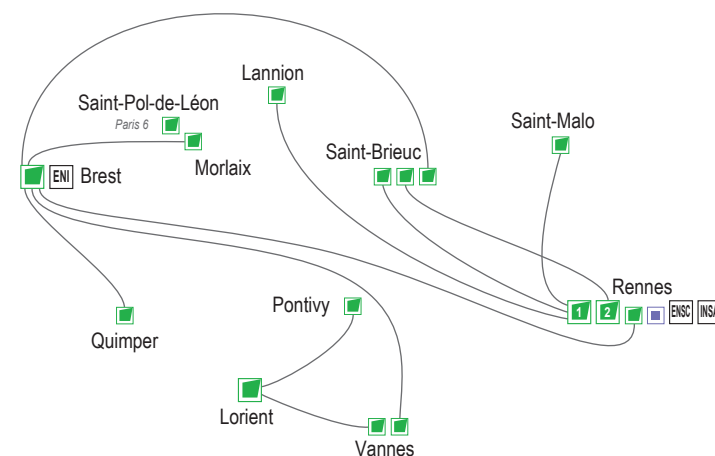 Lannion
Saint-Pol-de-Léon
Paris 6
Saint-Malo
Morlaix
Saint-Brieuc
ENI Brest
Rennes
1 2 ENSC INSA
Pontivy
Quimper
Lorient
Vannes